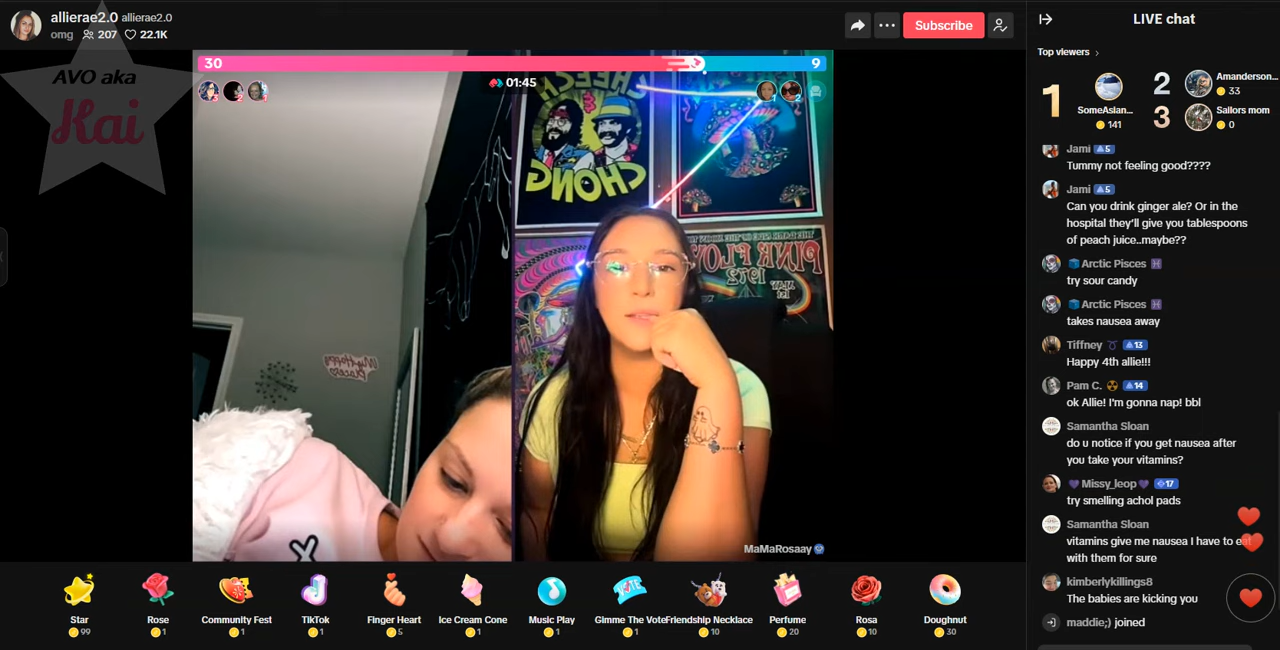 allierae2.0 allierae2.0
omg 207 22.1K
Subscribe
AVO aka
Kai
30
9
01:45
CHEECH
&
CHONG
PINK FLOYD
1972
MaMaRosaay
Star
99
Rose
1
Community Fest
1
TikTok
1
Finger Heart
5
Ice Cream Cone
1
Music Play
1
Gimme The Vote
1
Friendship Necklace
10
Perfume
20
Rosa
10
Doughnut
30
LIVE chat
Top viewers
1
SomeAsian...
141
2
Amanderson...
33
3
Sailors mom
0
Jami 5
Tummy not feeling good????
Jami 5
Can you drink ginger ale? Or in the
hospital they'll give you tablespoons
of peach juice..maybe??
Arctic Pisces ♓
try sour candy
Arctic Pisces ♓
takes nausea away
Tiffney ♉ 13
Happy 4th allie!!!
Pam C. ☢ 14
ok Allie! I'm gonna nap! bbl
Samantha Sloan
do u notice if you get nausea after
you take your vitamins?
💜Missy_leop💜 17
try smelling achol pads
Samantha Sloan
vitamins give me nausea I have to eat
with them for sure
kimberlykillings8
The babies are kicking you
maddie;) joined